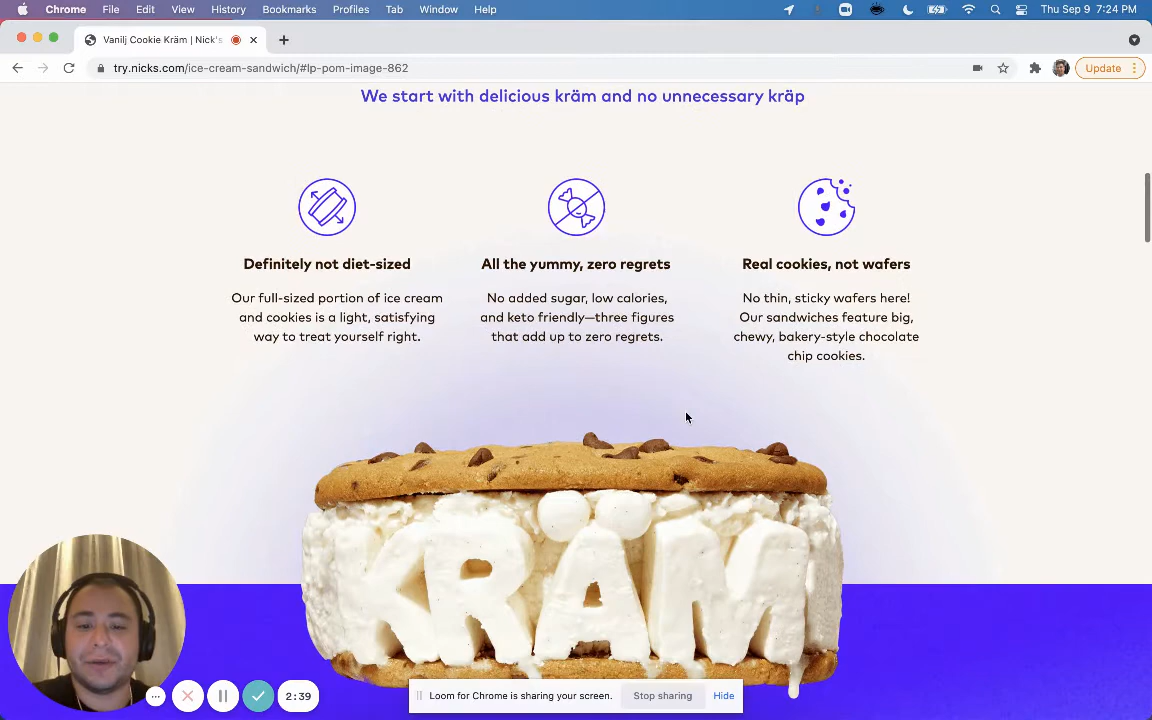 Chrome File Edit View History Bookmarks Profiles Tab Window Help Thu Sep 9 7:24 PM
Vanilj Cookie Kräm | Nick's
try.nicks.com/ice-cream-sandwich/#lp-pom-image-862 Update
We start with delicious kräm and no unnecessary kräp
Definitely not diet-sized
Our full-sized portion of ice cream
and cookies is a light, satisfying
way to treat yourself right.
All the yummy, zero regrets
No added sugar, low calories,
and keto friendly—three figures
that add up to zero regrets.
Real cookies, not wafers
No thin, sticky wafers here!
Our sandwiches feature big,
chewy, bakery-style chocolate
chip cookies.
KRÄM
2:39
Loom for Chrome is sharing your screen. Stop sharing Hide